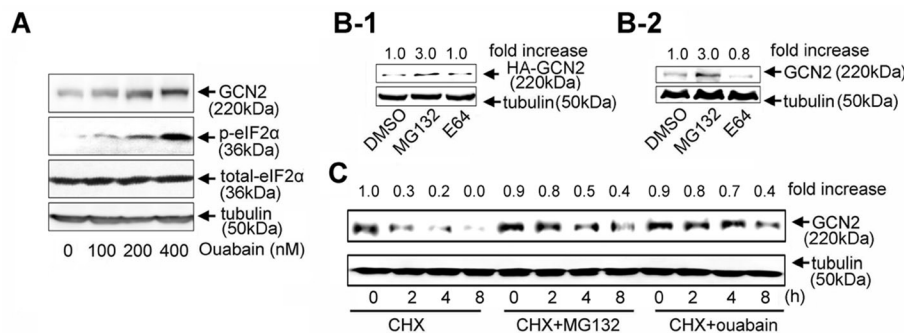 A
GCN2
(220kDa)
p-eIF2α
(36kDa)
total-eIF2α
(36kDa)
tubulin
(50kDa)
0 100 200 400 Ouabain (nM)
B-1
1.0 3.0 1.0 fold increase
HA-GCN2
(220kDa)
tubulin (50kDa)
DMSO MG132 E64
B-2
1.0 3.0 0.8 fold increase
GCN2 (220kDa)
tubulin (50kDa)
DMSO MG132 E64
C
1.0 0.3 0.2 0.0 0.9 0.8 0.5 0.4 0.9 0.8 0.7 0.4 fold increase
GCN2
(220kDa)
tubulin
(50kDa)
0 2 4 8 0 2 4 8 0 2 4 8 (h)
CHX CHX+MG132 CHX+ouabain